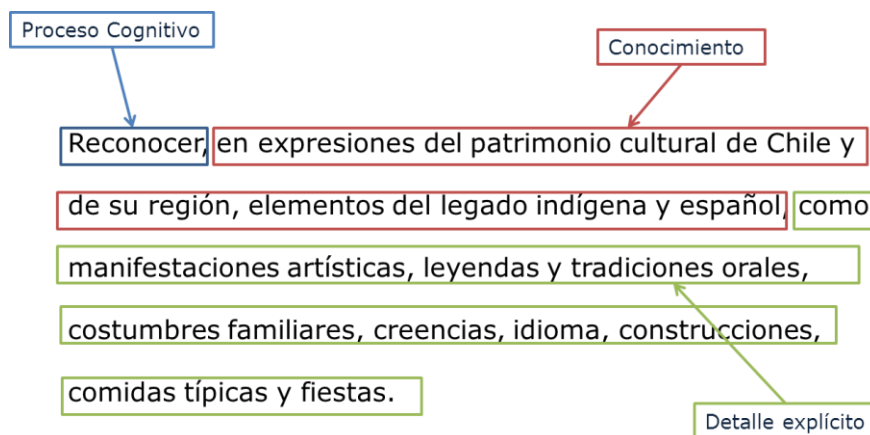 Proceso Cognitivo
Conocimiento
Reconocer, en expresiones del patrimonio cultural de Chile y
de su región, elementos del legado indígena y español, como
manifestaciones artísticas, leyendas y tradiciones orales,
costumbres familiares, creencias, idioma, construcciones,
comidas típicas y fiestas.
Detalle explícito